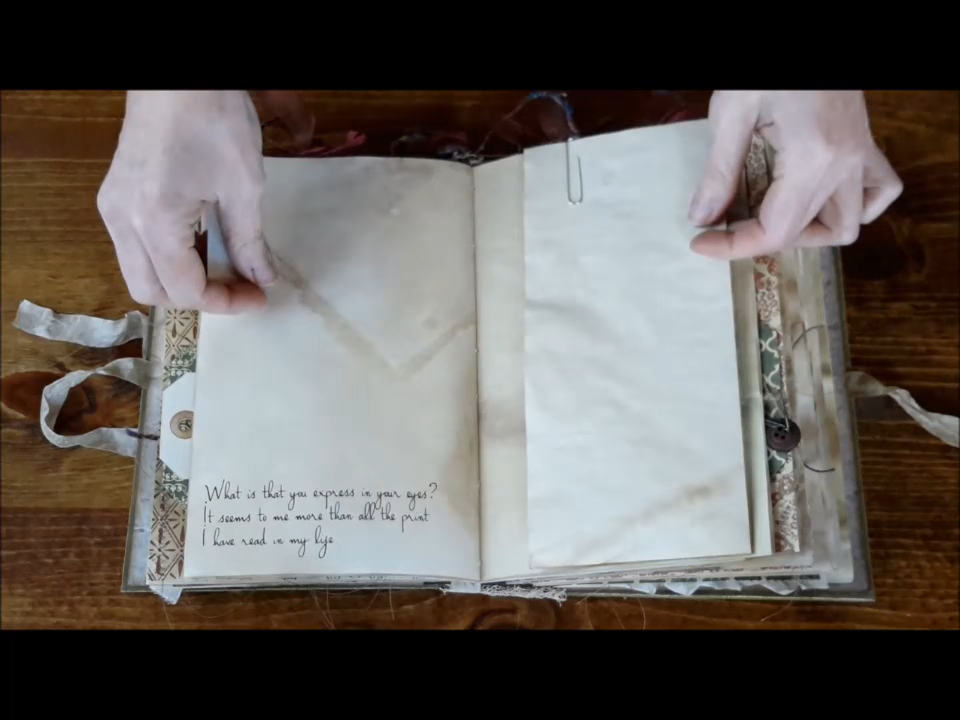 What is that you express in your eyes?
It seems to me more than all the print
I have read in my life